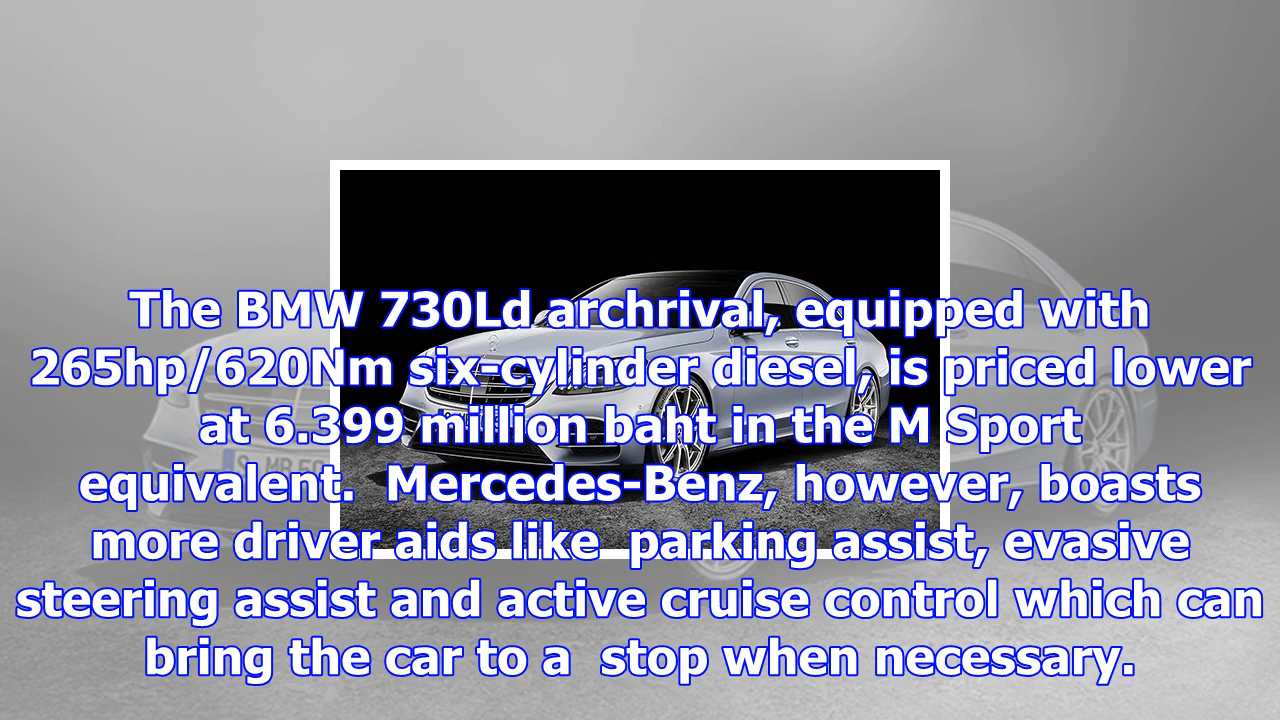 The BMW 730Ld archrival, equipped with
265hp/620Nm six-cylinder diesel, is priced lower
at 6.399 million baht in the M Sport
equivalent.  Mercedes-Benz, however, boasts
more driver aids like  parking assist, evasive
steering assist and active cruise control which can
bring the car to a  stop when necessary.